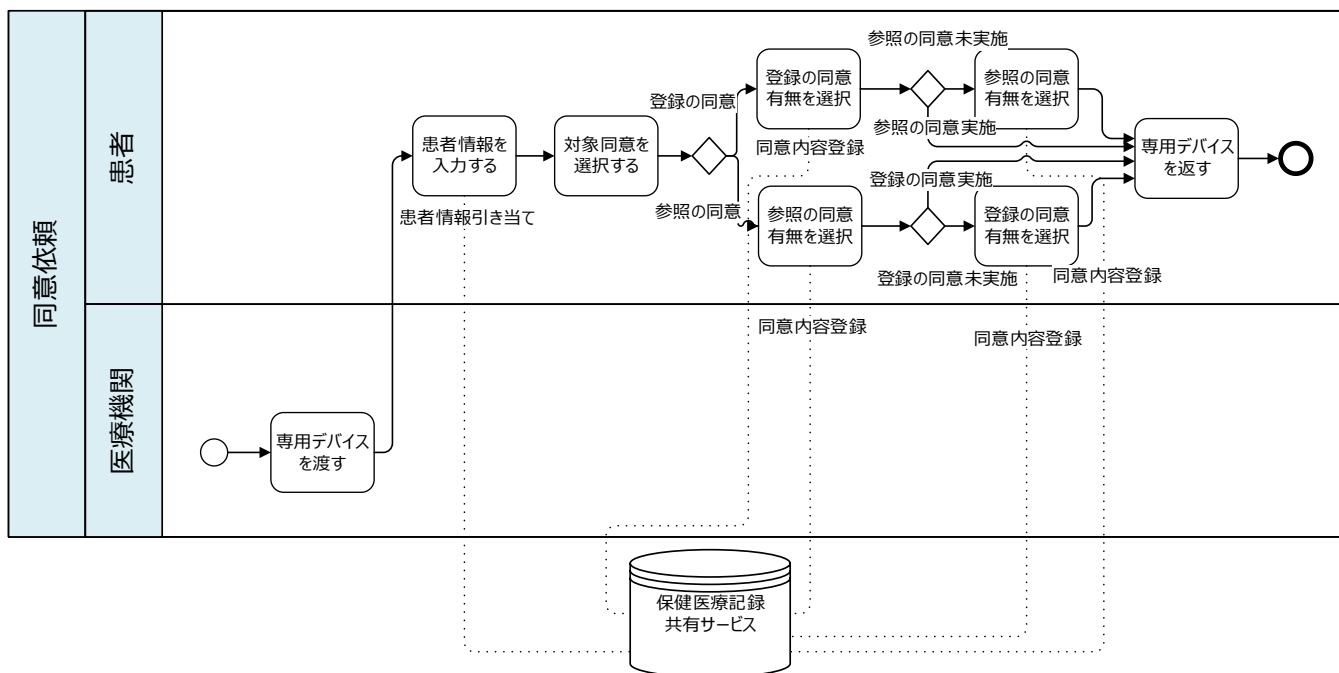 同意依頼
患者
医療機関
参照の同意未実施
登録の同意
有無を選択
参照の同意
有無を選択
登録の同意
参照の同意実施
患者情報を
入力する
対象同意を
選択する
同意内容登録
専用デバイス
を返す
登録の同意実施
参照の同意
患者情報引き当て
参照の同意
有無を選択
登録の同意
有無を選択
登録の同意未実施
同意内容登録
同意内容登録
同意内容登録
専用デバイス
を渡す
保健医療記録
共有サービス